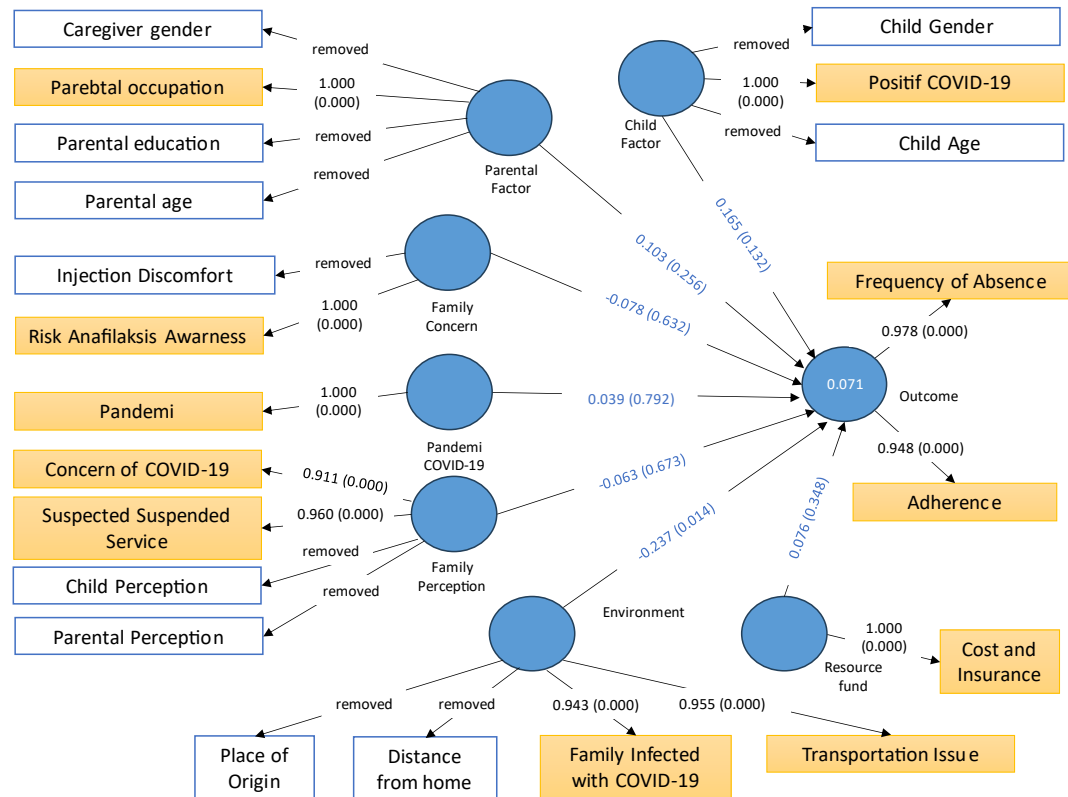 Caregiver gender
removed
Parebtal occupation
1.000
(0.000)
Parental education
removed
Parental age
removed
Parental
Factor
Child Gender
removed
Positif COVID-19
1.000
(0.000)
Child Age
removed
Child
Factor
0.165 (0.132)
0.103 (0.256)
Injection Discomfort
removed
Risk Anafilaksis Awarness
1.000
(0.000)
Family
Concern
-0.078 (0.632)
Frequency of Absence
0.978 (0.000)
0.071
Outcome
0.948 (0.000)
Adherence
Pandemi
1.000
(0.000)
Pandemi
COVID-19
0.039 (0.792)
Concern of COVID-19
0.911 (0.000)
Suspected Suspended
Service
0.960 (0.000)
Child Perception
removed
Parental Perception
removed
Family
Perception
-0.063 (0.673)
-0.237 (0.014)
0.076 (0.348)
Environment
Resource
fund
1.000
(0.000)
Cost and
Insurance
removed
removed
0.943 (0.000)
0.955 (0.000)
Place of
Origin
Distance
from home
Family Infected
with COVID-19
Transportation Issue